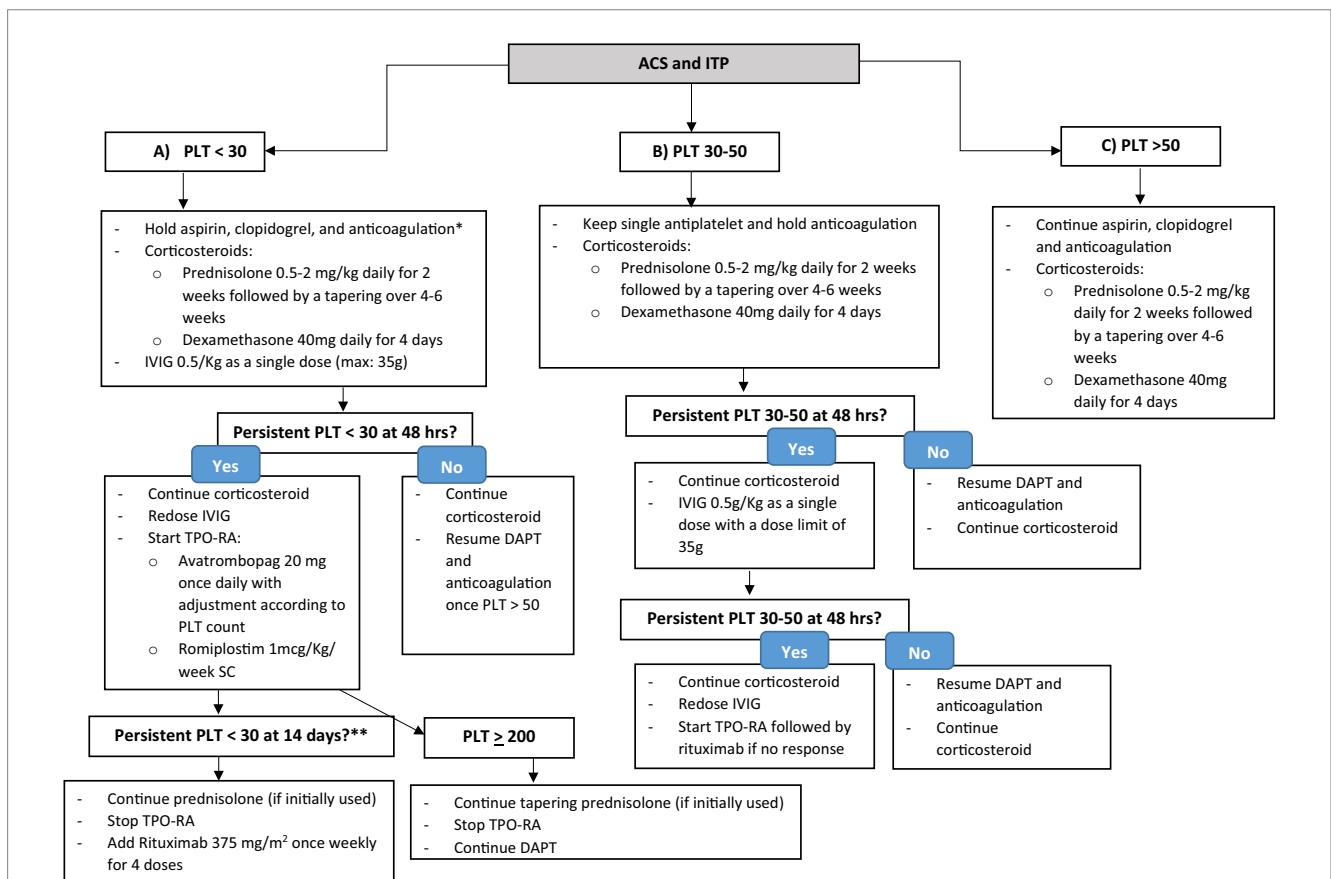 ACS and ITP
A) PLT < 30
B) PLT 30-50
C) PLT >50
- Hold aspirin, clopidogrel, and anticoagulation*
- Corticosteroids:
o Prednisolone 0.5-2 mg/kg daily for 2
weeks followed by a tapering over 4-6
weeks
o Dexamethasone 40mg daily for 4 days
- IVIG 0.5/Kg as a single dose (max: 35g)
- Keep single antiplatelet and hold anticoagulation
- Corticosteroids:
o Prednisolone 0.5-2 mg/kg daily for 2 weeks
followed by a tapering over 4-6 weeks
o Dexamethasone 40mg daily for 4 days
- Continue aspirin, clopidogrel
and anticoagulation
- Corticosteroids:
o Prednisolone 0.5-2 mg/kg
daily for 2 weeks followed
by a tapering over 4-6
weeks
o Dexamethasone 40mg
daily for 4 days
Persistent PLT < 30 at 48 hrs?
Yes
No
- Continue corticosteroid
- Redose IVIG
- Start TPO-RA:
o Avatrombopag 20 mg
once daily with
adjustment according to
PLT count
o Romiplostim 1mcg/Kg/
week SC
- Continue
corticosteroid
- Resume DAPT
and
anticoagulation
once PLT > 50
Persistent PLT 30-50 at 48 hrs?
Yes
No
- Continue corticosteroid
- IVIG 0.5g/Kg as a single
dose with a dose limit of
35g
- Resume DAPT and
anticoagulation
- Continue corticosteroid
Persistent PLT 30-50 at 48 hrs?
Yes
No
- Continue corticosteroid
- Redose IVIG
- Start TPO-RA followed by
rituximab if no response
- Resume DAPT and
anticoagulation
- Continue
corticosteroid
Persistent PLT < 30 at 14 days?**
PLT ≥ 200
- Continue prednisolone (if initially used)
- Stop TPO-RA
- Add Rituximab 375 mg/m² once weekly
for 4 doses
- Continue tapering prednisolone (if initially used)
- Stop TPO-RA
- Continue DAPT